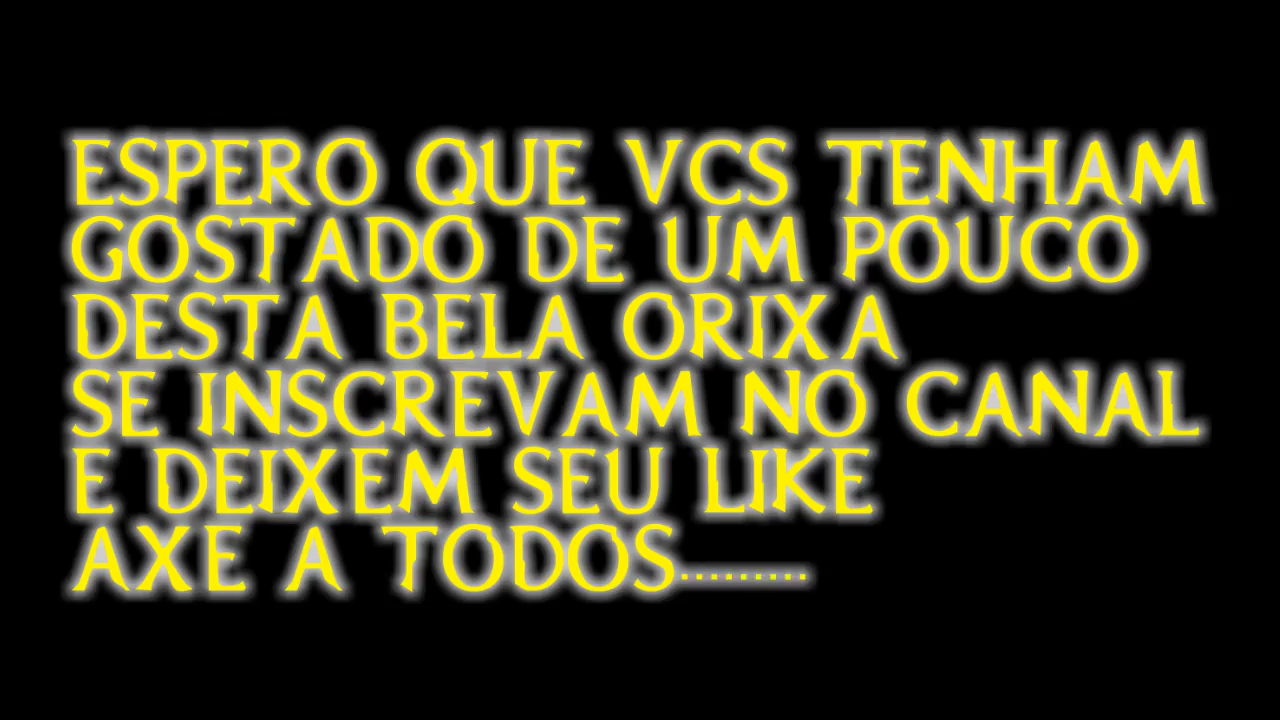 ESPERO QUE VCS TENHAM
GOSTADO DE UM POUCO
DESTA BELA ORIXA
SE INSCREVAM NO CANAL
E DEIXEM SEU LIKE
AXE A TODOS.........